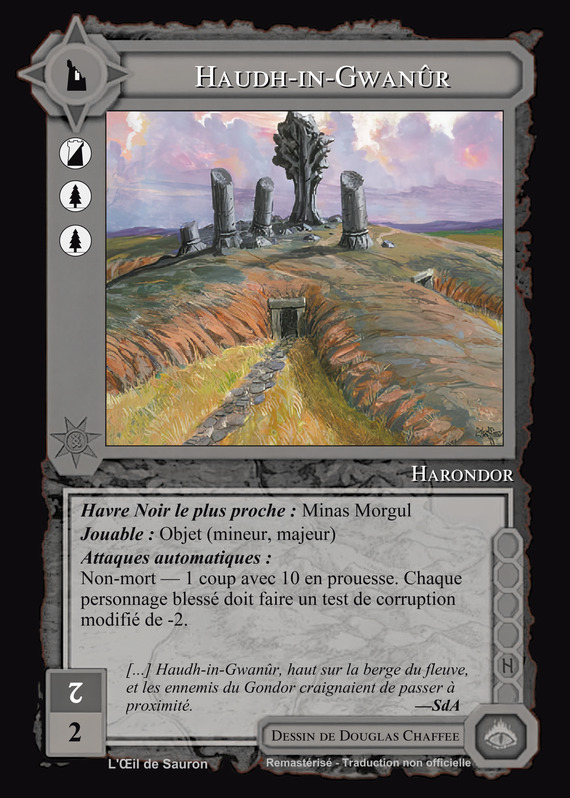 Haudh-in-Gwanûr
Harondor
Havre Noir le plus proche : Minas Morgul
Jouable : Objet (mineur, majeur)
Attaques automatiques :
Non-mort — 1 coup avec 10 en prouesse. Chaque
personnage blessé doit faire un test de corruption
modifié de -2.
[...] Haudh-in-Gwanûr, haut sur la berge du fleuve,
et les ennemis du Gondor craignaient de passer à
proximité. —SdA
2
Dessin de Douglas Chaffee
L'Œil de Sauron
Remastérisé - Traduction non officielle